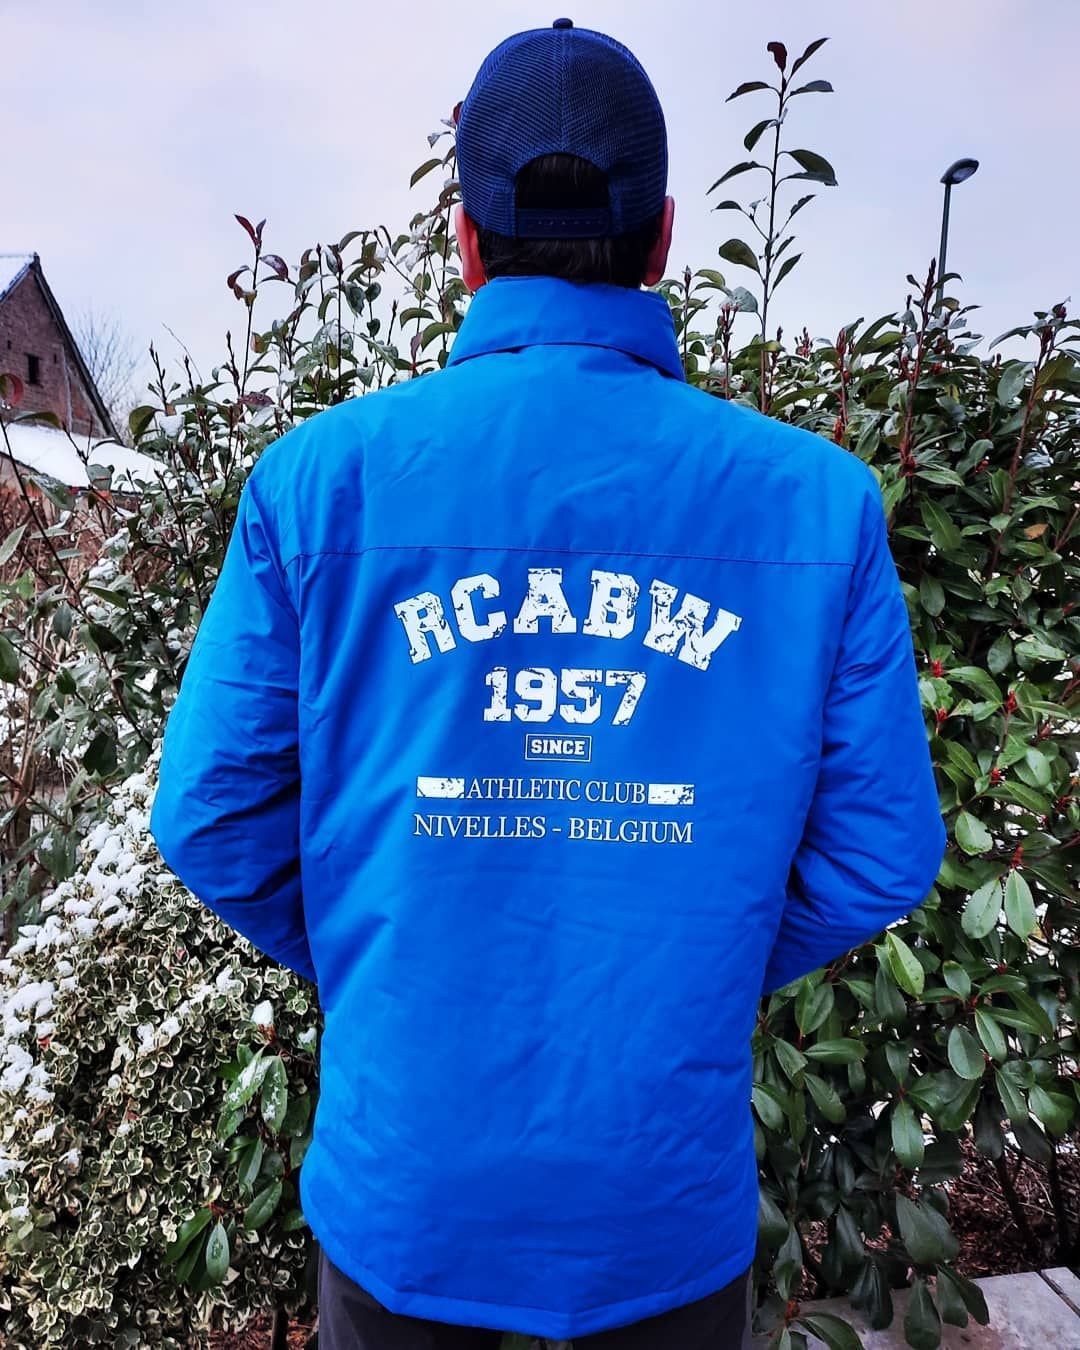 RCABW
1957
SINCE
ATHLETIC CLUB
NIVELLES - BELGIUM